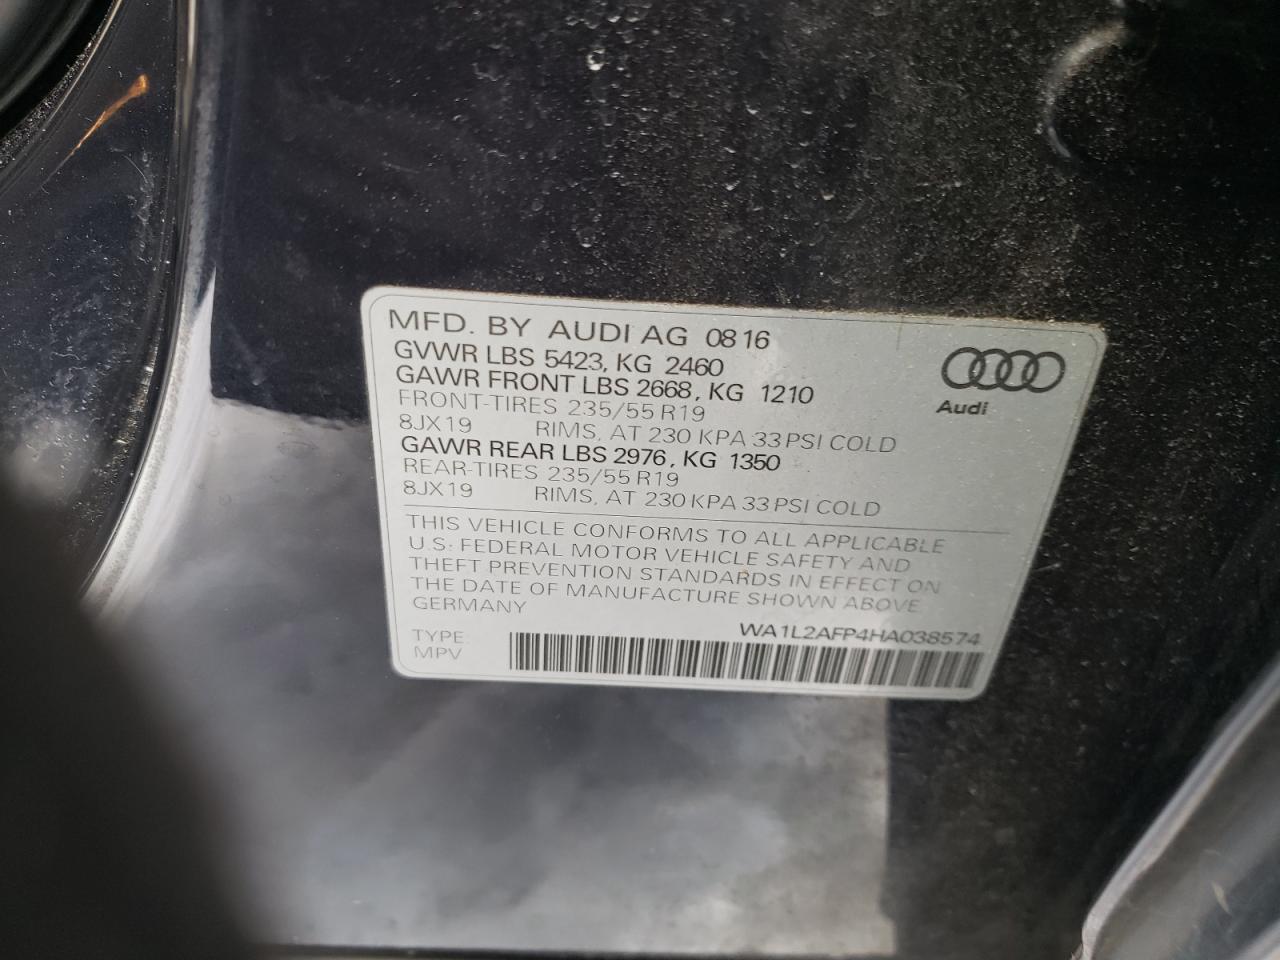 MFD. BY AUDI AG 08 16
GVWR LBS 5423, KG 2460
GAWR FRONT LBS 2668, KG 1210
FRONT-TIRES 235/55 R19
8JX19 RIMS, AT 230 KPA 33 PSI COLD
GAWR REAR LBS 2976, KG 1350
REAR-TIRES 235/55 R19
8JX19 RIMS, AT 230 KPA 33 PSI COLD
Audi
THIS VEHICLE CONFORMS TO ALL APPLICABLE
U.S. FEDERAL MOTOR VEHICLE SAFETY AND
THEFT PREVENTION STANDARDS IN EFFECT ON
THE DATE OF MANUFACTURE SHOWN ABOVE
GERMANY
WA1L2AFP4HA038574
TYPE:
MPV